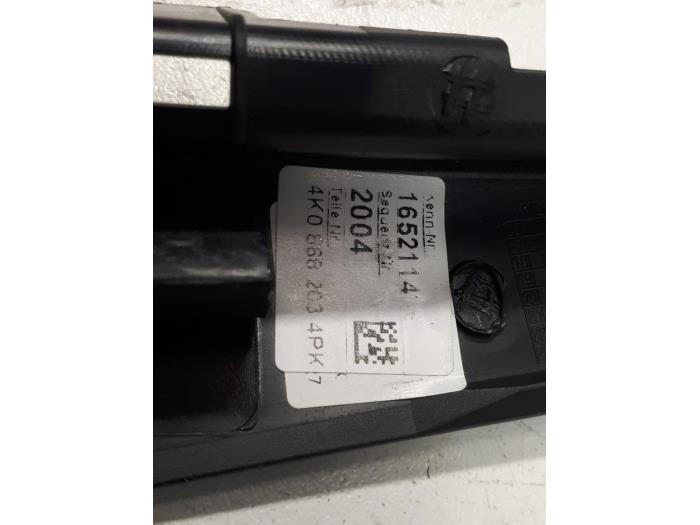 Kenn Nr.
1652114
Sequenz Nr.
2004
Teile Nr.
4K0 868 203 4PK